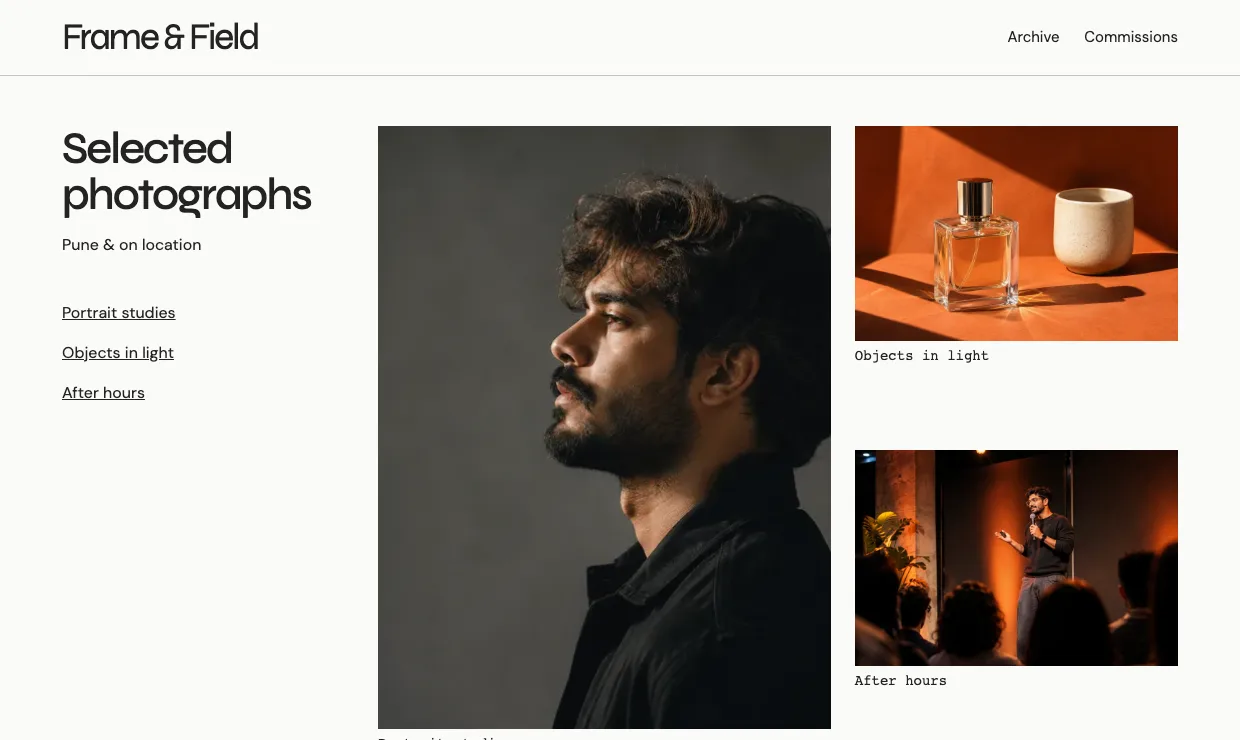 Frame & Field
Archive
Commissions
Selected
photographs
Pune & on location
Portrait studies
Objects in light
After hours
Objects in light
After hours